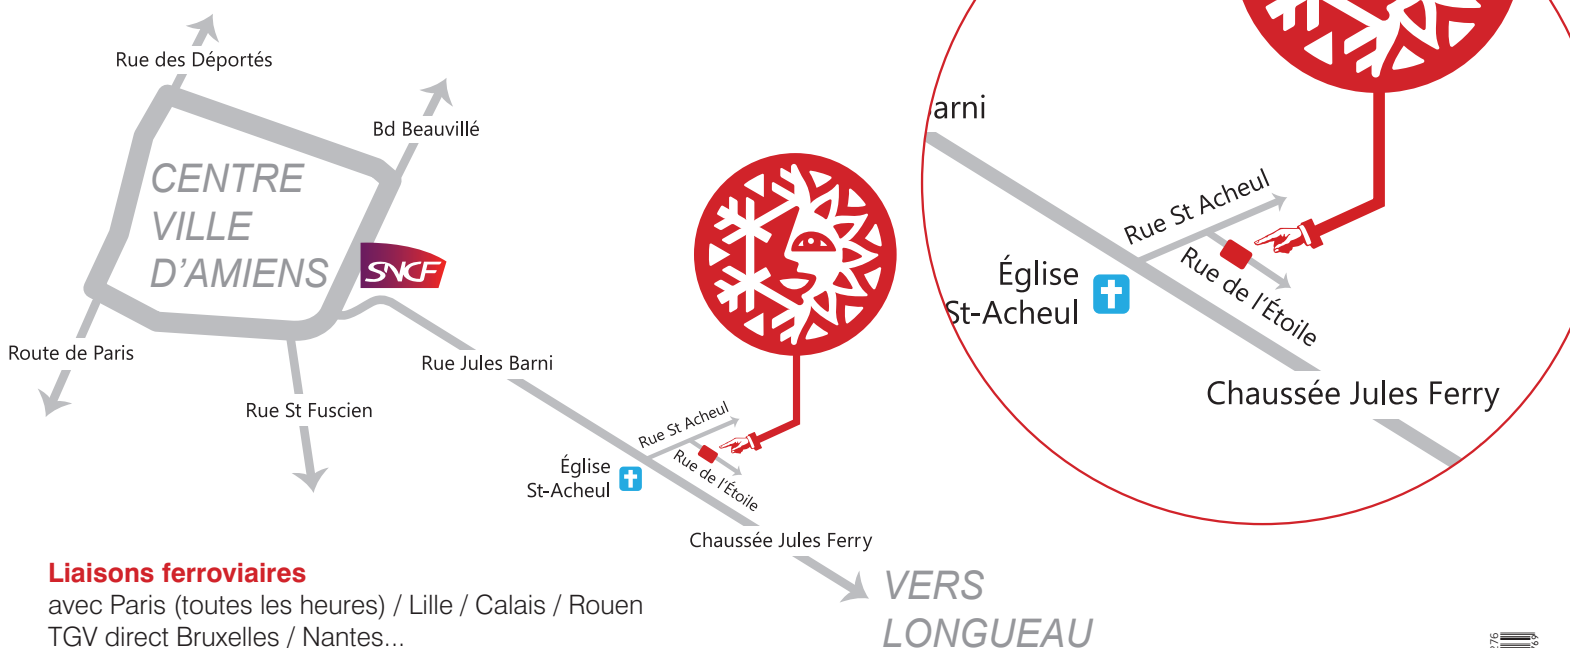 Rue des Déportés
Bd Beauvillé
CENTRE
VILLE
D'AMIENS
SNCF
Route de Paris
Rue St Fuscien
Rue Jules Barni
Rue St Acheul
Rue de l'Étoile
Église
St-Acheul
Chaussée Jules Ferry
VERS
LONGUEAU
arni
Rue St Acheul
Rue de l'Étoile
Église
St-Acheul
Chaussée Jules Ferry
Liaisons ferroviaires
avec Paris (toutes les heures) / Lille / Calais / Rouen
TGV direct Bruxelles / Nantes...